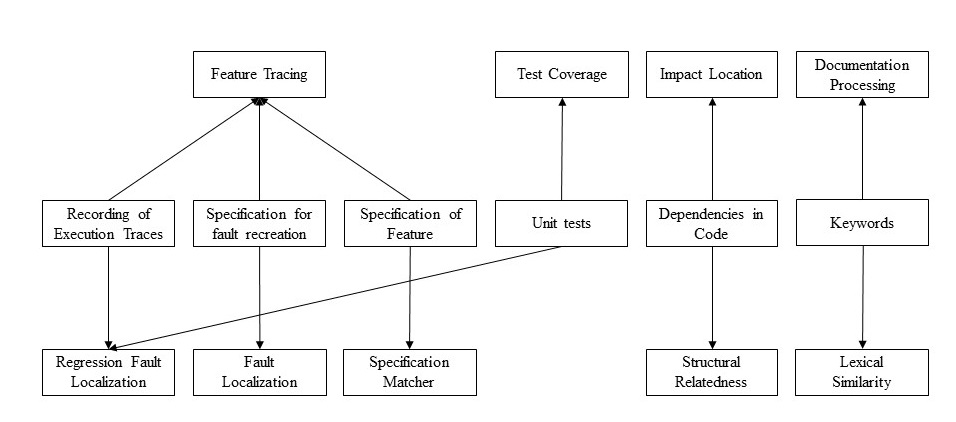 Feature Tracing
Test Coverage
Impact Location
Documentation
Processing
Recording of
Execution Traces
Specification for
fault recreation
Specification of
Feature
Unit tests
Dependencies in
Code
Keywords
Regression Fault
Localization
Fault
Localization
Specification
Matcher
Structural
Relatedness
Lexical
Similarity